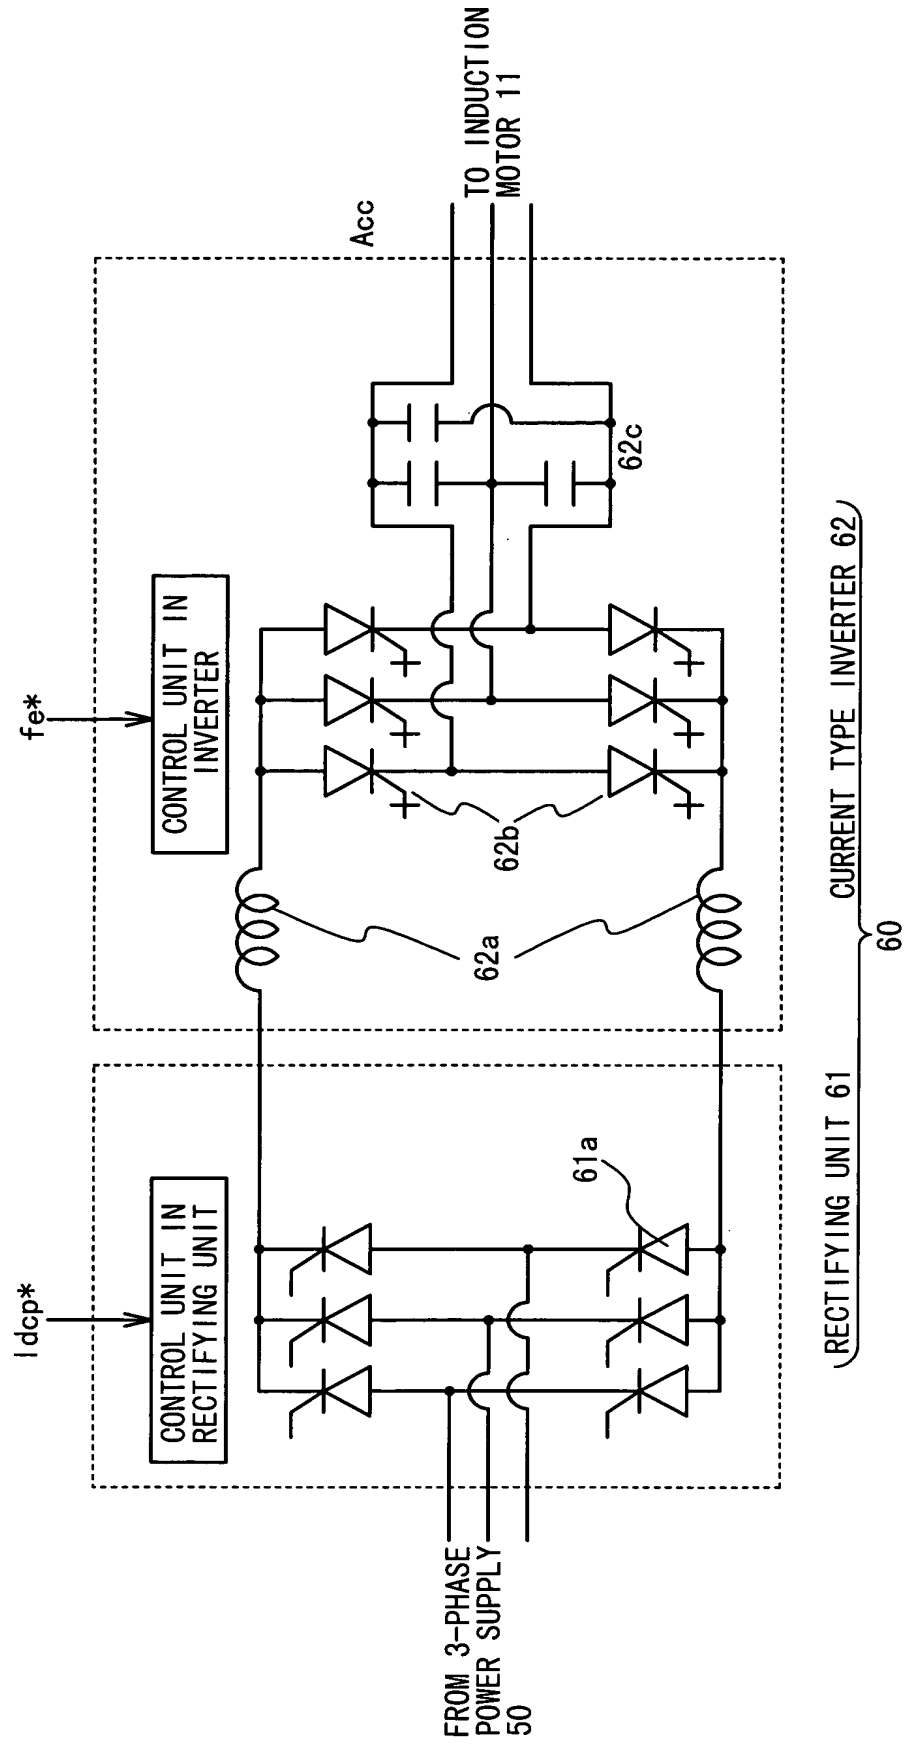 Idcp*
fe*
CONTROL UNIT IN
RECTIFYING UNIT
CONTROL UNIT IN
INVERTER
Acc
FROM 3-PHASE
POWER SUPPLY
50
TO INDUCTION
MOTOR 11
61a
62a
62b
62c
RECTIFYING UNIT 61
CURRENT TYPE INVERTER 62
60